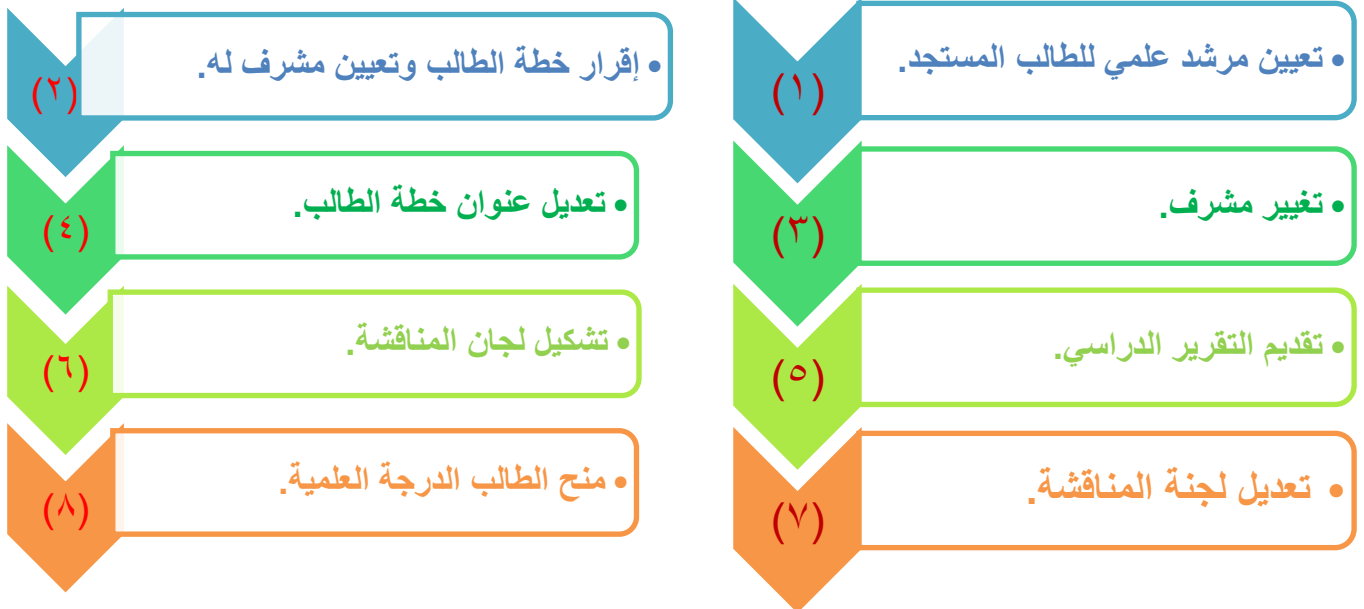 • تعيين مرشد علمي للطالب المستجد.
(١)
• إقرار خطة الطالب وتعيين مشرف له.
(٢)
• تغيير مشرف.
(٣)
• تعديل عنوان خطة الطالب.
(٤)
• تقديم التقرير الدراسي.
(٥)
• تشكيل لجان المناقشة.
(٦)
• تعديل لجنة المناقشة.
(٧)
• منح الطالب الدرجة العلمية.
(٨)